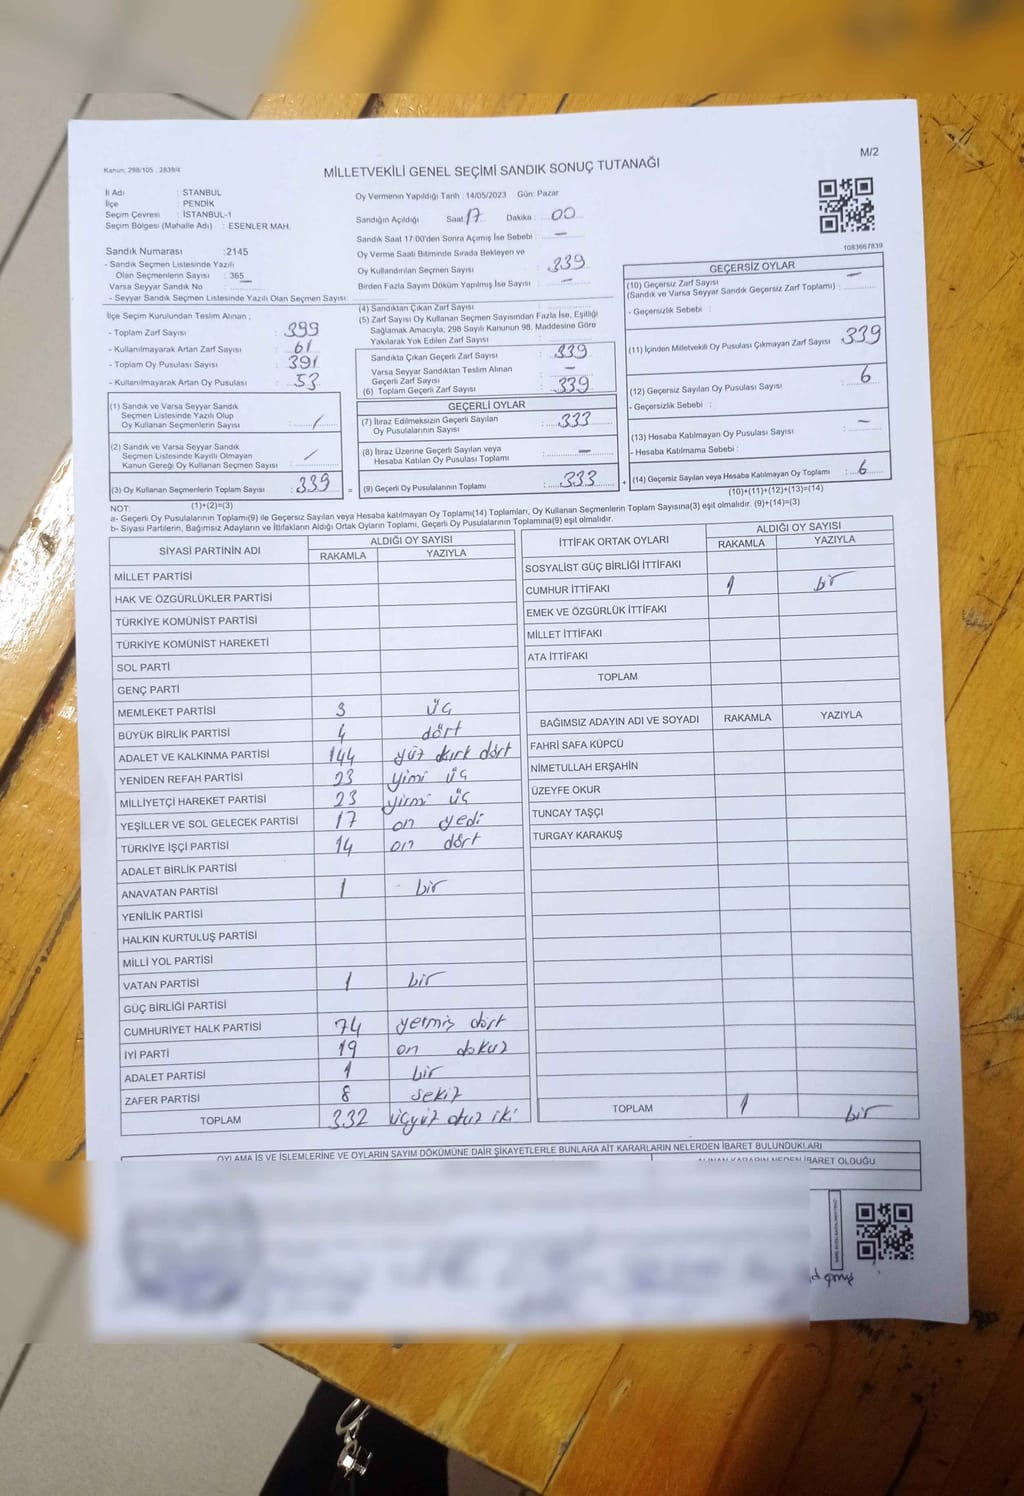 M/2
Kanun: 298/105 , 2839/4
MİLLETVEKİLİ GENEL SEÇİMİ SANDIK SONUÇ TUTANAĞI
İl Adı : STANBUL
İlçe : PENDİK
Seçim Çevresi : İSTANBUL-1
Seçim Bölgesi (Mahalle Adı) : ESENLER MAH.
Sandık Numarası :2145
- Sandık Seçmen Listesinde Yazılı
Olan Seçmenlerin Sayısı : 365
Varsa Seyyar Sandık No :
- Seyyar Sandık Seçmen Listesinde Yazılı Olan Seçmen Sayısı:
Oy Vermenin Yapıldığı Tarih :14/05/2023 Gün: Pazar
Sandığın Açıldığı Saat: 17 Dakika : 00
Sandık Saat 17:00'den Sonra Açımış İse Sebebi : —
Oy Verme Saati Bitiminde Sırada Bekleyen ve
Oy Kullandırılan Seçmen Sayısı : 339
Birden Fazla Sayım Döküm Yapılmış İse Sayısı : —
1083667839
İlçe Seçim Kurulundan Teslim Alınan ;
- Toplam Zarf Sayısı : 399
- Kullanılmayarak Artan Zarf Sayısı : 61
- Toplam Oy Pusulası Sayısı : 391
- Kullanılmayarak Artan Oy Pusulası : 53
(1) Sandık ve Varsa Seyyar Sandık
Seçmen Listesinde Yazılı Olup
Oy Kullanan Seçmenlerin Sayısı : /
(2) Sandık ve Varsa Seyyar Sandık
Seçmen Listesinde Kayıtlı Olmayan
Kanun Gereği Oy Kullanan Seçmen Sayısı : /
(3) Oy Kullanan Seçmenlerin Toplam Sayısı : 339 =
(4) Sandıktan Çıkan Zarf Sayısı :
(5) Zarf Sayısı Oy Kullanan Seçmen Sayısından Fazla İse, Eşitliği
Sağlamak Amacıyla, 298 Sayılı Kanunun 98. Maddesine Göre
Yakılarak Yok Edilen Zarf Sayısı :
Sandıkta Çıkan Geçerli Zarf Sayısı : 339
Varsa Seyyar Sandıktan Teslim Alınan
Geçerli Zarf Sayısı : —
(6) Toplam Geçerli Zarf Sayısı : 339
GEÇERLİ OYLAR
(7) İtiraz Edilmeksizin Geçerli Sayılan
Oy Pusulalarının Sayısı : 333
(8) İtiraz Üzerine Geçerli Sayılan veya
Hesaba Katılan Oy Pusulası Toplamı : —
(9) Geçerli Oy Pusulalarının Toplamı : 333 +
GEÇERSİZ OYLAR
(10) Geçersiz Zarf Sayısı —
(Sandık ve Varsa Seyyar Sandık Geçersiz Zarf Toplamı) :
- Geçersizlik Sebebi :
(11) İçinden Milletvekili Oy Pusulası Çıkmayan Zarf Sayısı 339
(12) Geçersiz Sayılan Oy Pusulası Sayısı : 6
- Geçersizlik Sebebi :
(13) Hesaba Katılmayan Oy Pusulası Sayısı : —
- Hesaba Katılmama Sebebi :
(14) Geçersiz Sayılan veya Hesaba Katılmayan Oy Toplamı : 6
NOT: (1)+(2)=(3) (10)+(11)+(12)+(13)=(14)
a- Geçerli Oy Pusulalarının Toplamı(9) ile Geçersiz Sayılan veya Hesaba Katılmayan Oy Toplamı(14) Toplamları, Oy Kullanan Seçmenlerin Toplam Sayısına(3) eşit olmalıdır. (9)+(14)=(3)
b- Siyasi Partilerin, Bağımsız Adayların ve İttifakların Aldığı Ortak Oyların Toplamı, Geçerli Oy Pusulalarının Toplamına(9) eşit olmalıdır.
SİYASİ PARTİNİN ADI ALDIĞI OY SAYISI
RAKAMLA YAZIYLA
MİLLET PARTİSİ
HAK VE ÖZGÜRLÜKLER PARTİSİ
TÜRKİYE KOMÜNİST PARTİSİ
TÜRKİYE KOMÜNİST HAREKETİ
SOL PARTİ
GENÇ PARTİ
MEMLEKET PARTİSİ 3 üç
BÜYÜK BİRLİK PARTİSİ 4 dört
ADALET VE KALKINMA PARTİSİ 144 yüz kırk dört
YENİDEN REFAH PARTİSİ 23 yimi üç
MİLLİYETÇİ HAREKET PARTİSİ 23 yirmi üç
YEŞİLLER VE SOL GELECEK PARTİSİ 17 on yedi
TÜRKİYE İŞÇİ PARTİSİ 14 on dört
ADALET BİRLİK PARTİSİ
ANAVATAN PARTİSİ 1 bir
YENİLİK PARTİSİ
HALKIN KURTULUŞ PARTİSİ
MİLLİ YOL PARTİSİ
VATAN PARTİSİ 1 bir
GÜÇ BİRLİĞİ PARTİSİ
CUMHURİYET HALK PARTİSİ 74 yetmiş dört
İYİ PARTİ 19 on dokuz
ADALET PARTİSİ 1 bir
ZAFER PARTİSİ 8 sekiz
TOPLAM 332 üçyüz otuz iki
İTTİFAK ORTAK OYLARI ALDIĞI OY SAYISI
RAKAMLA YAZIYLA
SOSYALİST GÜÇ BİRLİĞİ İTTİFAKI
CUMHUR İTTİFAKI 1 bir
EMEK VE ÖZGÜRLÜK İTTİFAKI
MİLLET İTTİFAKI
ATA İTTİFAKI
TOPLAM
BAĞIMSIZ ADAYIN ADI VE SOYADI RAKAMLA YAZIYLA
FAHRİ SAFA KÜPCÜ
NİMETULLAH ERŞAHİN
ÜZEYFE OKUR
TUNCAY TAŞÇI
TURGAY KARAKUŞ
TOPLAM 1 bir
OYLAMA İŞ VE İŞLEMLERİNE VE OYLARIN SAYIM DÖKÜMÜNE DAİR ŞİKAYETLERLE BUNLARA AİT KARARLARIN NELERDEN İBARET BULUNDUKLARI
ALINAN KARARIN NEDEN İBARET OLDUĞU